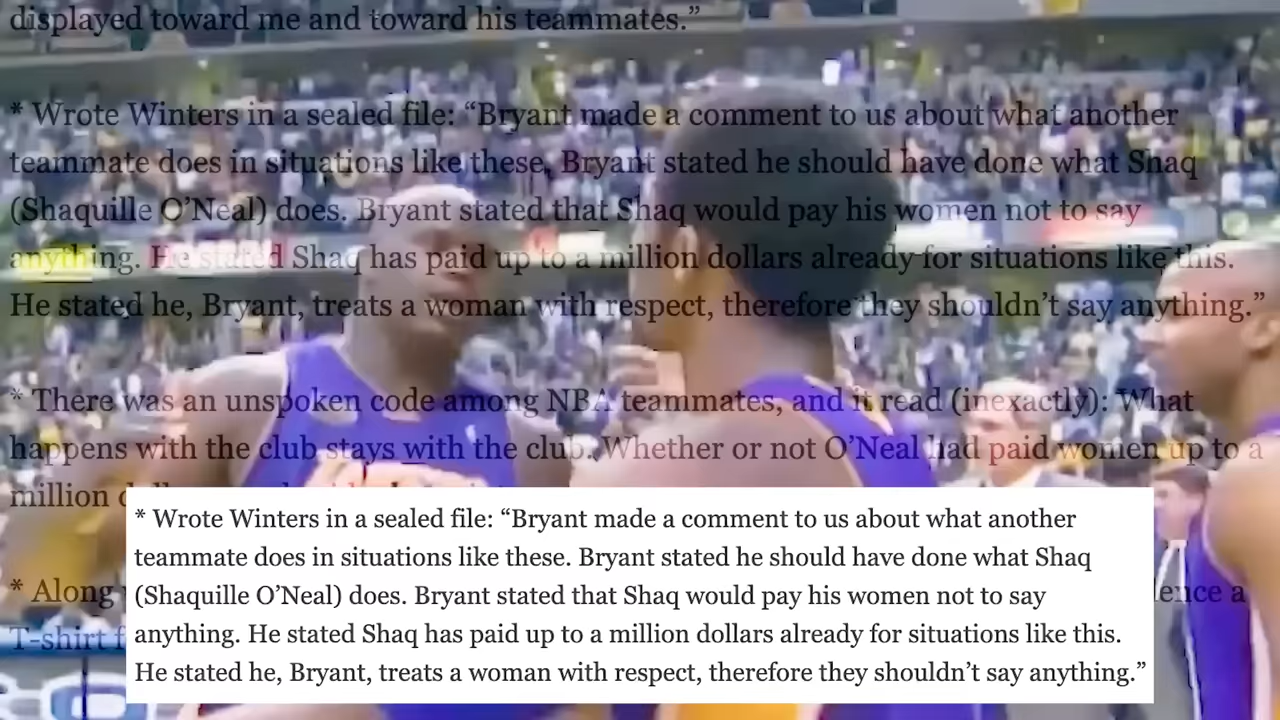 displayed toward me and toward his teammates.”
* Wrote Winters in a sealed file: “Bryant made a comment to us about what another
teammate does in situations like these. Bryant stated he should have done what Shaq
(Shaquille O’Neal) does. Bryant stated that Shaq would pay his women not to say
anything. He stated Shaq has paid up to a million dollars already for situations like this.
He stated he, Bryant, treats a woman with respect, therefore they shouldn’t say anything.”
* There was an unspoken code among NBA teammates, and it read (inexactly): What
happens with the club stays with the club. Whether or not O’Neal had paid women up to a
million
* Wrote Winters in a sealed file: “Bryant made a comment to us about what another
teammate does in situations like these. Bryant stated he should have done what Shaq
(Shaquille O’Neal) does. Bryant stated that Shaq would pay his women not to say
anything. He stated Shaq has paid up to a million dollars already for situations like this.
He stated he, Bryant, treats a woman with respect, therefore they shouldn’t say anything.”
* Along a
T-shirt